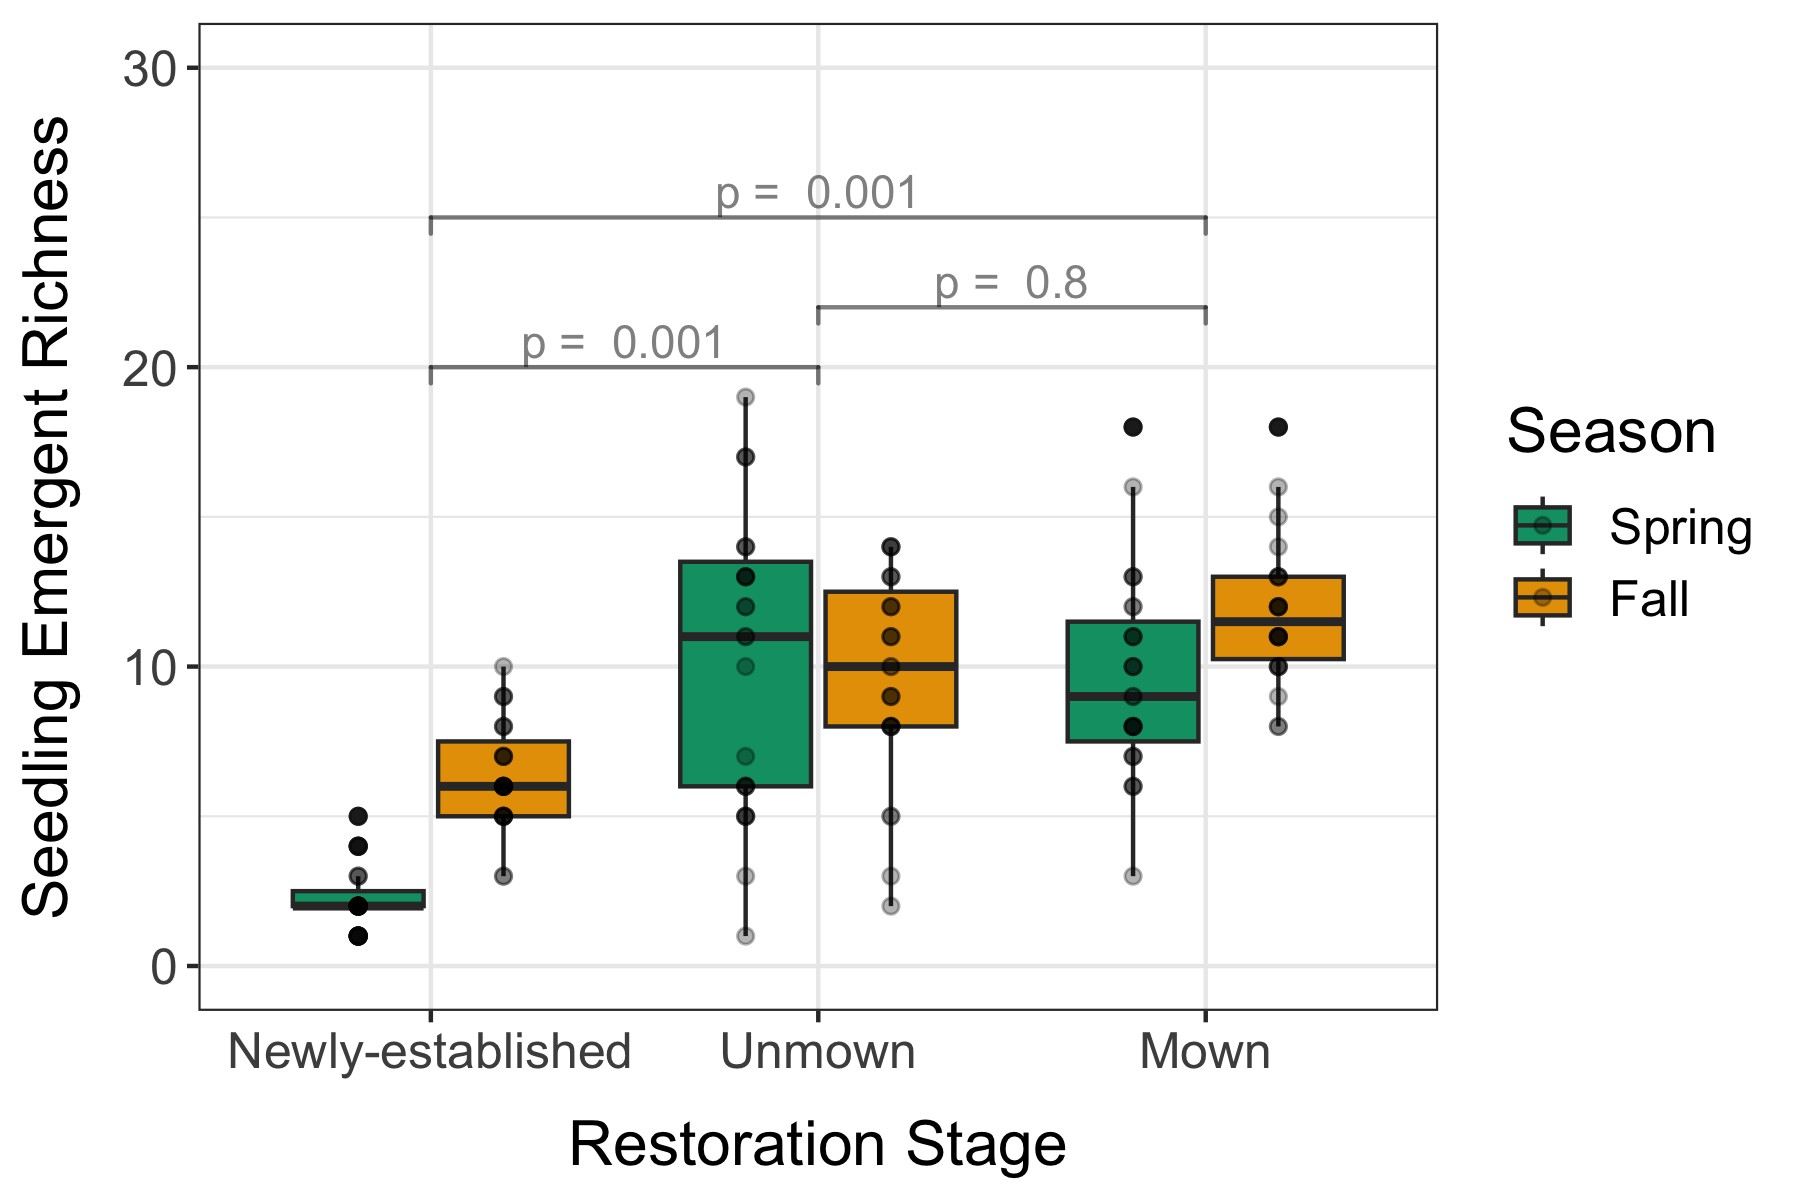 Seedling Emergent Richness
30
20
10
0
p =  0.001
p =  0.8
p =  0.001
Newly-established
Unmown
Mown
Restoration Stage
Season
Spring
Fall